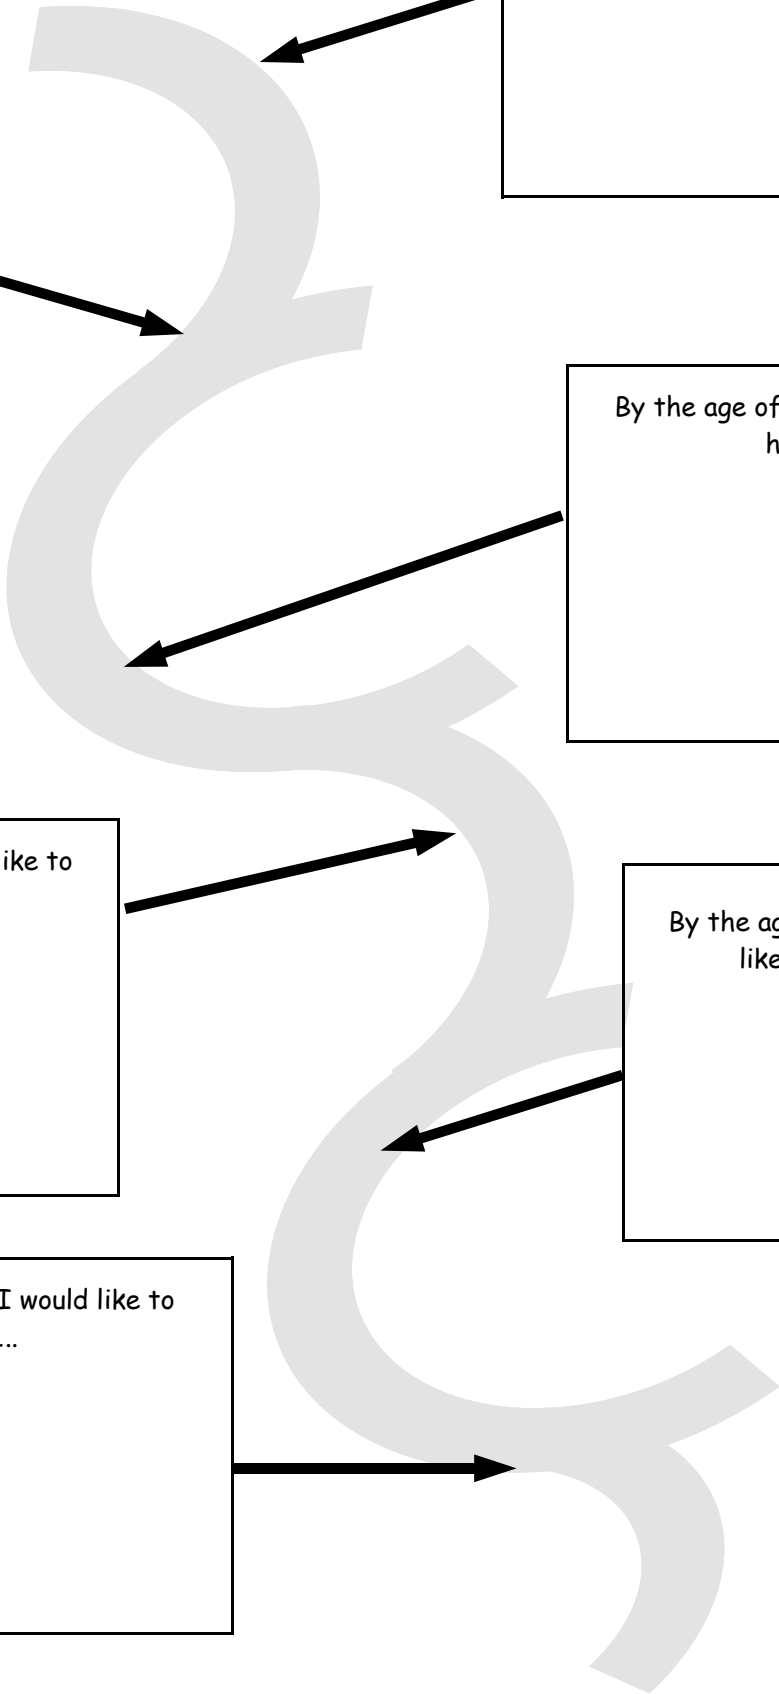 By the age of
h
ike to
By the ag
like
I would like to
...